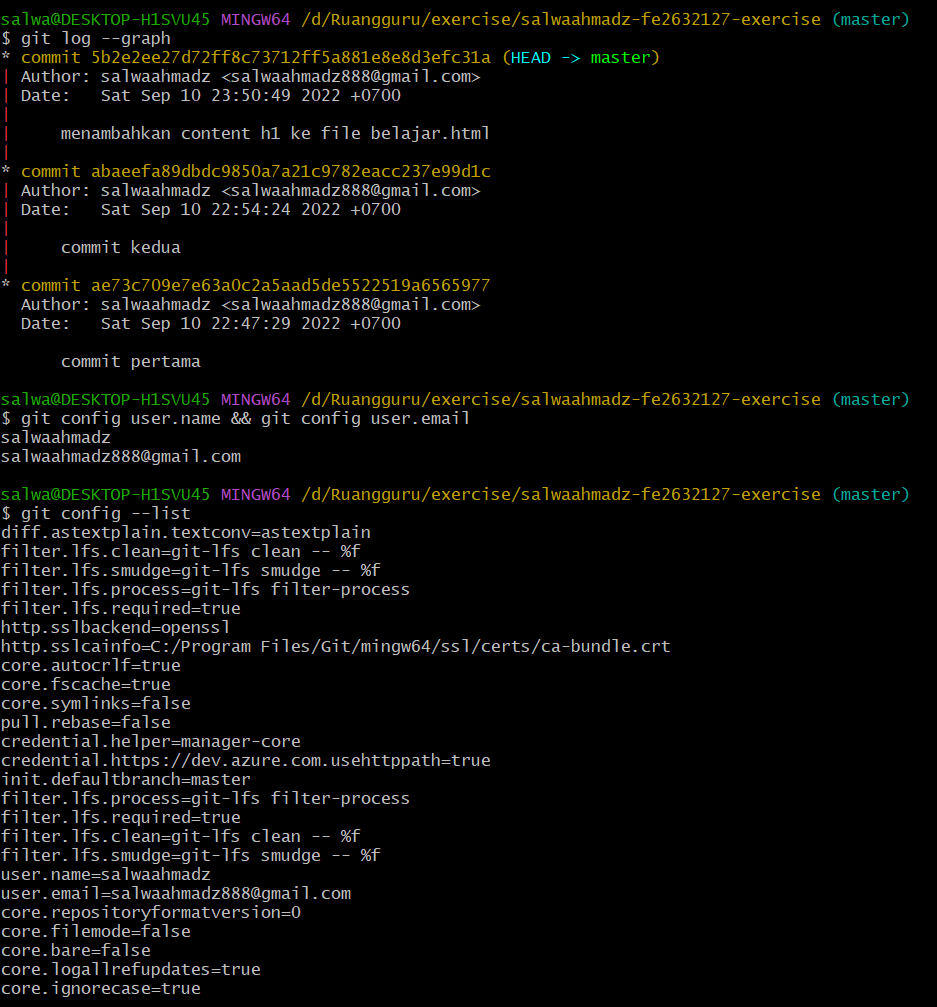 salwa@DESKTOP-H1SVU45 MINGW64 /d/Ruangguru/exercise/salwaahmadz-fe2632127-exercise (master)
$ git log --graph
* commit 5b2e2ee27d72ff8c73712ff5a881e8e8d3efc31a (HEAD -> master)
| Author: salwaahmadz <salwaahmadz888@gmail.com>
| Date:   Sat Sep 10 23:50:49 2022 +0700
|
|     menambahkan content h1 ke file belajar.html
|
* commit abaeefa89dbdc9850a7a21c9782eacc237e99d1c
| Author: salwaahmadz <salwaahmadz888@gmail.com>
| Date:   Sat Sep 10 22:54:24 2022 +0700
|
|     commit kedua
|
* commit ae73c709e7e63a0c2a5aad5de5522519a6565977
  Author: salwaahmadz <salwaahmadz888@gmail.com>
  Date:   Sat Sep 10 22:47:29 2022 +0700

      commit pertama

salwa@DESKTOP-H1SVU45 MINGW64 /d/Ruangguru/exercise/salwaahmadz-fe2632127-exercise (master)
$ git config user.name && git config user.email
salwaahmadz
salwaahmadz888@gmail.com

salwa@DESKTOP-H1SVU45 MINGW64 /d/Ruangguru/exercise/salwaahmadz-fe2632127-exercise (master)
$ git config --list
diff.astextplain.textconv=astextplain
filter.lfs.clean=git-lfs clean -- %f
filter.lfs.smudge=git-lfs smudge -- %f
filter.lfs.process=git-lfs filter-process
filter.lfs.required=true
http.sslbackend=openssl
http.sslcainfo=C:/Program Files/Git/mingw64/ssl/certs/ca-bundle.crt
core.autocrlf=true
core.fscache=true
core.symlinks=false
pull.rebase=false
credential.helper=manager-core
credential.https://dev.azure.com.usehttppath=true
init.defaultbranch=master
filter.lfs.process=git-lfs filter-process
filter.lfs.required=true
filter.lfs.clean=git-lfs clean -- %f
filter.lfs.smudge=git-lfs smudge -- %f
user.name=salwaahmadz
user.email=salwaahmadz888@gmail.com
core.repositoryformatversion=0
core.filemode=false
core.bare=false
core.logallrefupdates=true
core.ignorecase=true